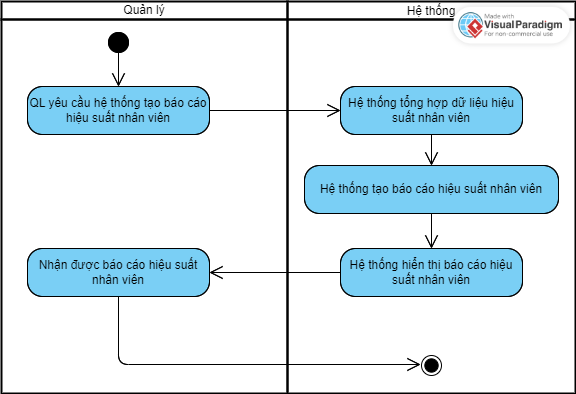 Quản lý
Hệ thống
Made with
Visual Paradigm
For non-commercial use
QL yêu cầu hệ thống tạo báo cáo
hiệu suất nhân viên
Hệ thống tổng hợp dữ liệu hiệu
suất nhân viên
Hệ thống tạo báo cáo hiệu suất nhân viên
Nhận được báo cáo hiệu suất
nhân viên
Hệ thống hiển thị báo cáo hiệu
suất nhân viên